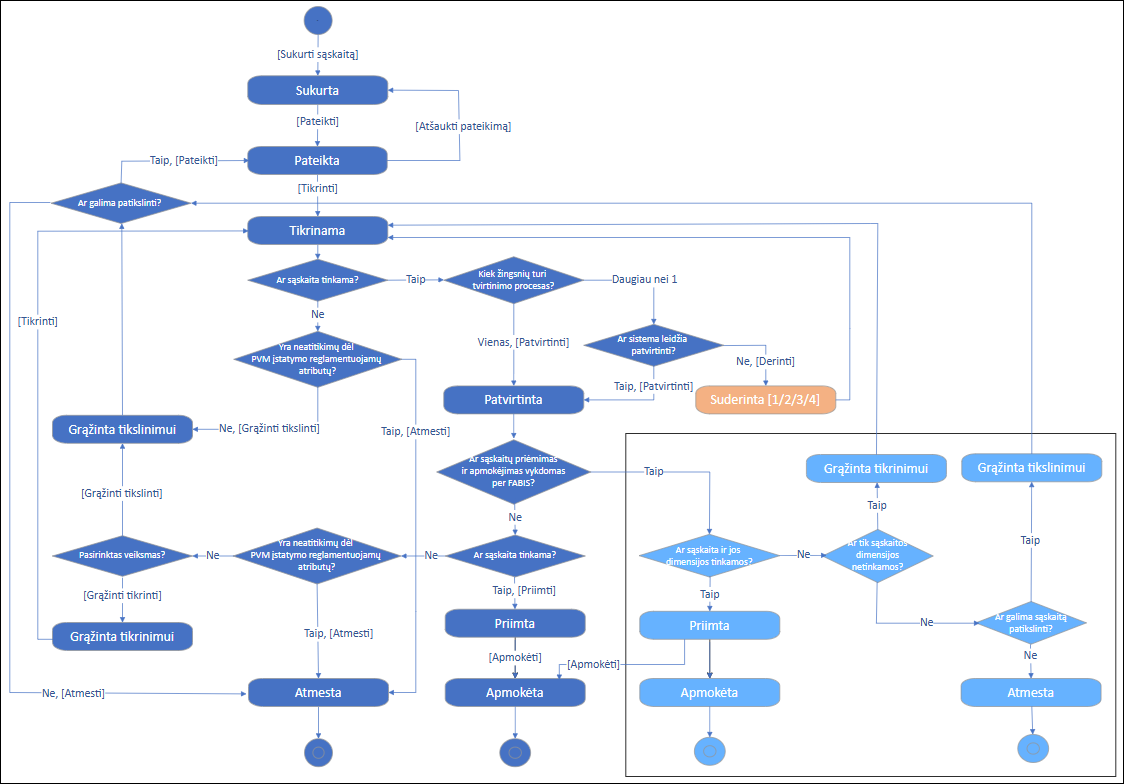 [Sukurti sąskaitą]
Sukurta
[Pateikti]
[Atšaukti pateikimą]
Taip, [Pateikti]
Pateikta
[Tikrinti]
Ar galima patikslinti?
Tikrinama
Ar sąskaita tinkama?
Taip
Kiek žingsnių turi
tvirtinimo procesas?
Daugiau nei 1
Ne
[Tikrinti]
Vienas, [Patvirtinti]
Ar sistema leidžia
patvirtinti?
Yra neatitikimų dėl
PVM įstatymo reglamentuojamų
atributų?
Ne, [Derinti]
Taip, [Patvirtinti]
Patvirtinta
Suderinta [1/2/3/4]
Grąžinta tikslinimui
Ne, [Grąžinti tikslinti]
Taip, [Atmesti]
Ar sąskaitų priėmimas
ir apmokėjimas vykdomas
per FABIS?
Taip
Grąžinta tikrinimui
Grąžinta tikslinimui
[Grąžinti tikslinti]
Taip
Ne
Pasirinktas veiksmas?
Ne
Yra neatitikimų dėl
PVM įstatymo reglamentuojamų
atributų?
Ne
Ar sąskaita tinkama?
Ar sąskaita ir jos
dimensijos tinkamos?
Ne
Ar tik sąskaitos
dimensijos
netinkamos?
Taip
[Grąžinti tikrinti]
Taip, [Priimti]
Taip
Grąžinta tikrinimui
Taip, [Atmesti]
Priimta
Priimta
Ne
Ar galima sąskaitą
patikslinti?
[Apmokėti]
[Apmokėti]
Ne
Ne, [Atmesti]
Atmesta
Apmokėta
Apmokėta
Atmesta